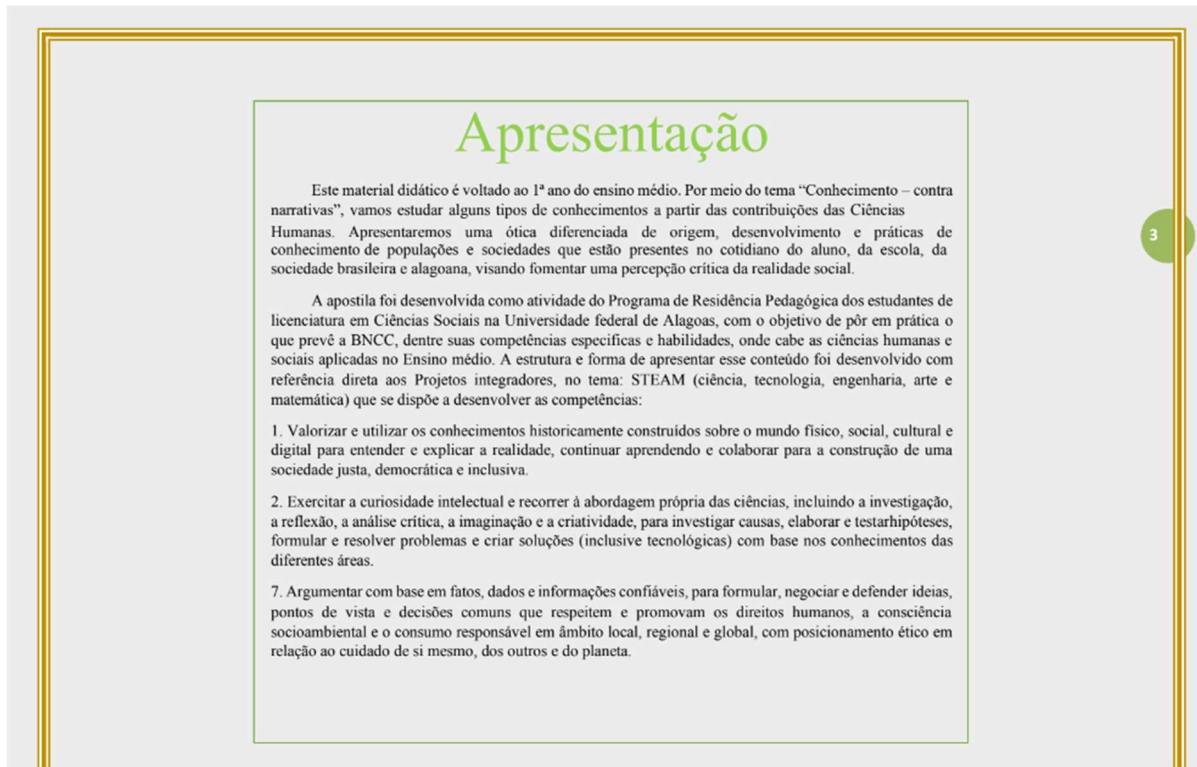 Apresentação
Este material didático é voltado ao 1ª ano do ensino médio. Por meio do tema “Conhecimento – contra
narrativas”, vamos estudar alguns tipos de conhecimentos a partir das contribuições das Ciências
Humanas. Apresentaremos uma ótica diferenciada de origem, desenvolvimento e práticas de
conhecimento de populações e sociedades que estão presentes no cotidiano do aluno, da escola, da
sociedade brasileira e alagoana, visando fomentar uma percepção crítica da realidade social.
3
A apostila foi desenvolvida como atividade do Programa de Residência Pedagógica dos estudantes de
licenciatura em Ciências Sociais na Universidade federal de Alagoas, com o objetivo de pôr em prática o
que prevê a BNCC, dentre suas competências especificas e habilidades, onde cabe as ciências humanas e
sociais aplicadas no Ensino médio. A estrutura e forma de apresentar esse conteúdo foi desenvolvido com
referência direta aos Projetos integradores, no tema: STEAM (ciência, tecnologia, engenharia, arte e
matemática) que se dispõe a desenvolver as competências:
1. Valorizar e utilizar os conhecimentos historicamente construídos sobre o mundo físico, social, cultural e
digital para entender e explicar a realidade, continuar aprendendo e colaborar para a construção de uma
sociedade justa, democrática e inclusiva.
2. Exercitar a curiosidade intelectual e recorrer à abordagem própria das ciências, incluindo a investigação,
a reflexão, a análise crítica, a imaginação e a criatividade, para investigar causas, elaborar e testarhipóteses,
formular e resolver problemas e criar soluções (inclusive tecnológicas) com base nos conhecimentos das
diferentes áreas.
7. Argumentar com base em fatos, dados e informações confiáveis, para formular, negociar e defender ideias,
pontos de vista e decisões comuns que respeitem e promovam os direitos humanos, a consciência
socioambiental e o consumo responsável em âmbito local, regional e global, com posicionamento ético em
relação ao cuidado de si mesmo, dos outros e do planeta.